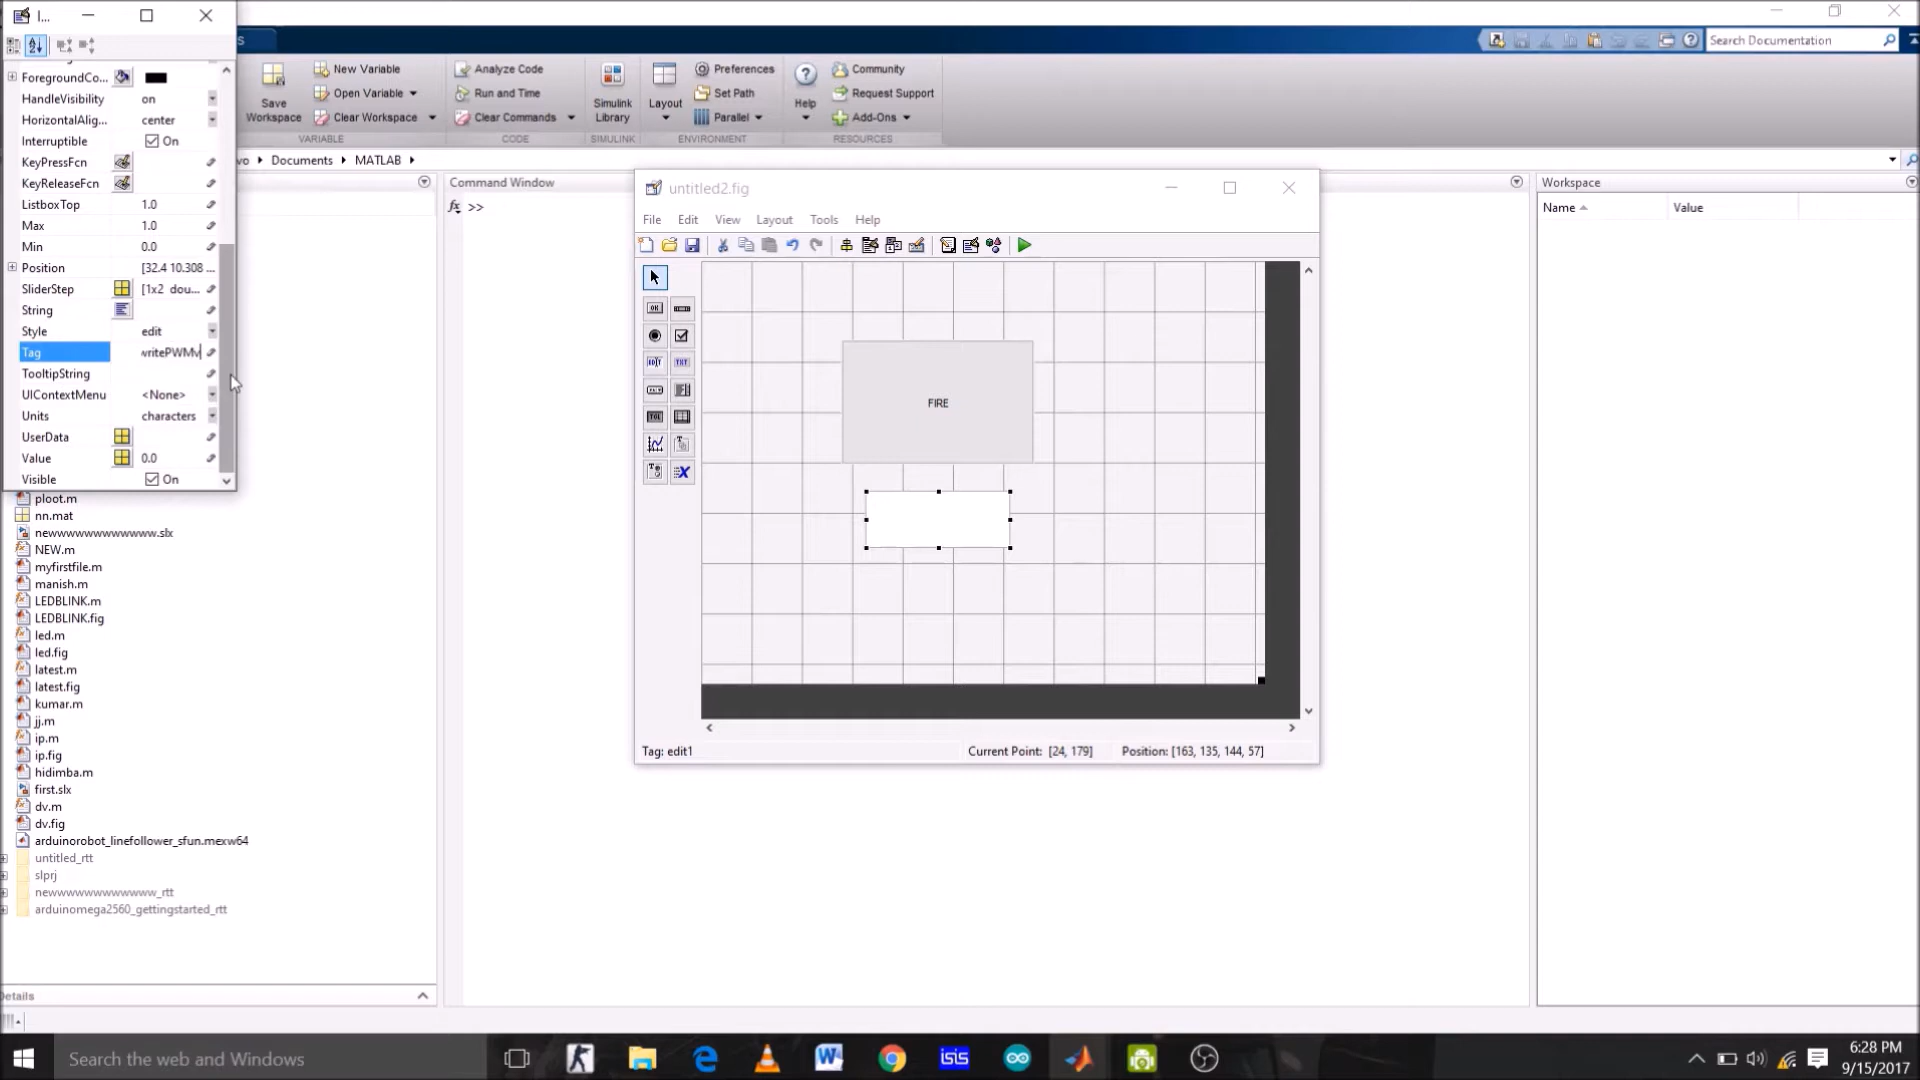 I...
S
Search Documentation
ForegroundCo...
HandleVisibility on
HorizontalAlig... center
Interruptible On
KeyPressFcn
KeyReleaseFcn
ListboxTop 1.0
Max 1.0
Min 0.0
Position [32.4 10.308 ...
SliderStep [1x2 dou...
String
Style edit
Tag writePWMv
TooltipString
UIContextMenu <None>
Units characters
UserData
Value 0.0
Visible On
Save Workspace
New Variable
Open Variable
Clear Workspace
VARIABLE
Analyze Code
Run and Time
Clear Commands
CODE
Simulink Library
SIMULINK
Layout
Preferences
Set Path
Parallel
ENVIRONMENT
Help
Community
Request Support
Add-Ons
RESOURCES
vo Documents MATLAB
Command Window
fx >>
Workspace
Name Value
untitled2.fig
File Edit View Layout Tools Help
FIRE
Tag: edit1 Current Point: [24, 179] Position: [163, 135, 144, 57]
ploot.m
nn.mat
newwwwwwwwwwwww.slx
NEW.m
myfirstfile.m
manish.m
LEDBLINK.m
LEDBLINK.fig
led.m
led.fig
latest.m
latest.fig
kumar.m
jj.m
ip.m
ip.fig
hidimba.m
first.slx
dv.m
dv.fig
arduinorobot_linefollower_sfun.mexw64
untitled_rtt
slprj
newwwwwwwwwwwww_rtt
arduinomega2560_gettingstarted_rtt
Details
Search the web and Windows
isis
6:28 PM
9/15/2017